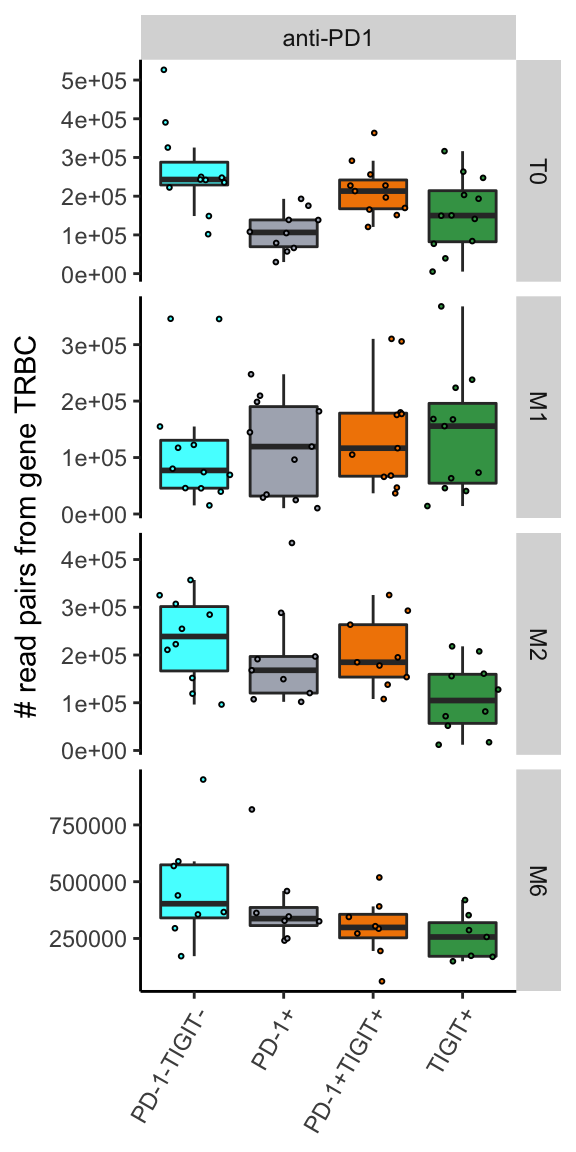 anti-PD1
# read pairs from gene TRBC
5e+05
4e+05
3e+05
2e+05
1e+05
0e+00
T0
3e+05
2e+05
1e+05
0e+00
M1
4e+05
3e+05
2e+05
1e+05
0e+00
M2
750000
500000
250000
M6
PD-1-TIGIT-
PD-1+
PD-1+TIGIT+
TIGIT+